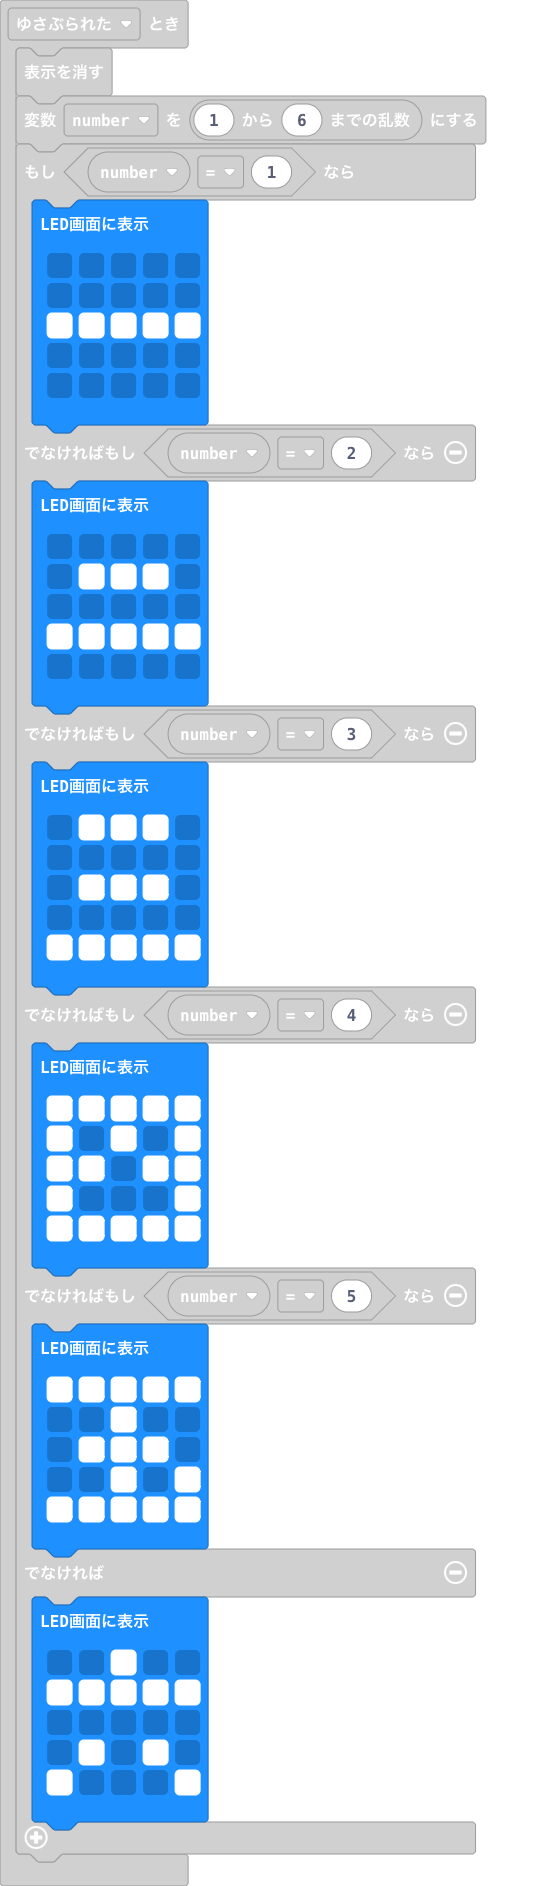 ゆさぶられた とき
表示を消す
変数 number を 1 から 6 までの乱数 にする
もし number = 1 なら
LED画面に表示
でなければもし number = 2 なら
LED画面に表示
でなければもし number = 3 なら
LED画面に表示
でなければもし number = 4 なら
LED画面に表示
でなければもし number = 5 なら
LED画面に表示
でなければ
LED画面に表示